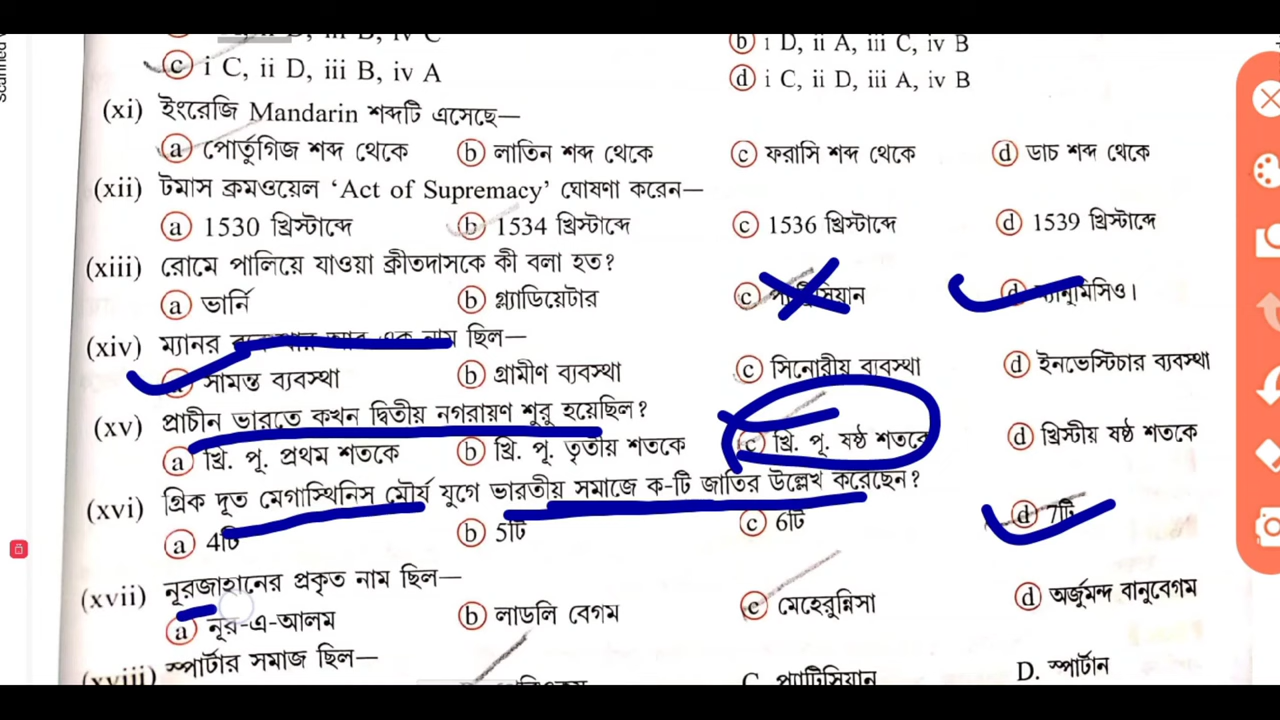 c i C, ii D, iii B, iv A
b i D, ii A, iii C, iv B
d i C, ii D, iii A, iv B
(xi) ইংরেজি Mandarin শব্দটি এসেছে—
a পোর্তুগিজ শব্দ থেকে b লাতিন শব্দ থেকে c ফরাসি শব্দ থেকে d ডাচ শব্দ থেকে
(xii) টমাস ক্রমওয়েল ‘Act of Supremacy’ ঘোষণা করেন—
a 1530 খ্রিস্টাব্দে b 1534 খ্রিস্টাব্দে c 1536 খ্রিস্টাব্দে d 1539 খ্রিস্টাব্দে
(xiii) রোমে পালিয়ে যাওয়া ক্রীতদাসকে কী বলা হত?
a ভার্নি b গ্ল্যাডিয়েটার c d
(xiv) ম্যানর ছিল—
সামন্ত ব্যবস্থা b গ্রামীণ ব্যবস্থা c সিনোরীয় ব্যবস্থা d ইনভেস্টিচার ব্যবস্থা
(xv) প্রাচীন ভারতে কখন দ্বিতীয় নগরায়ণ শুরু হয়েছিল?
a খ্রি. পূ. প্রথম শতকে b খ্রি. পূ. তৃতীয় শতকে c খ্রি. পূ. ষষ্ঠ শতকে d খ্রিস্টীয় ষষ্ঠ শতকে
(xvi) গ্রিক দূত মেগাস্থিনিস মৌর্য যুগে ভারতীয় সমাজে ক-টি জাতির উল্লেখ করেছেন?
a 4টি b 5টি c 6টি d 7টি
(xvii) নূরজাহানের প্রকৃত নাম ছিল—
a নূর-এ-আলম b লাডলি বেগম c মেহেরুন্নিসা d অর্জুমন্দ বানুবেগম
(xviii) স্পার্টার সমাজ ছিল—
C. প্যাট্রিসিয়ান D. স্পার্টান